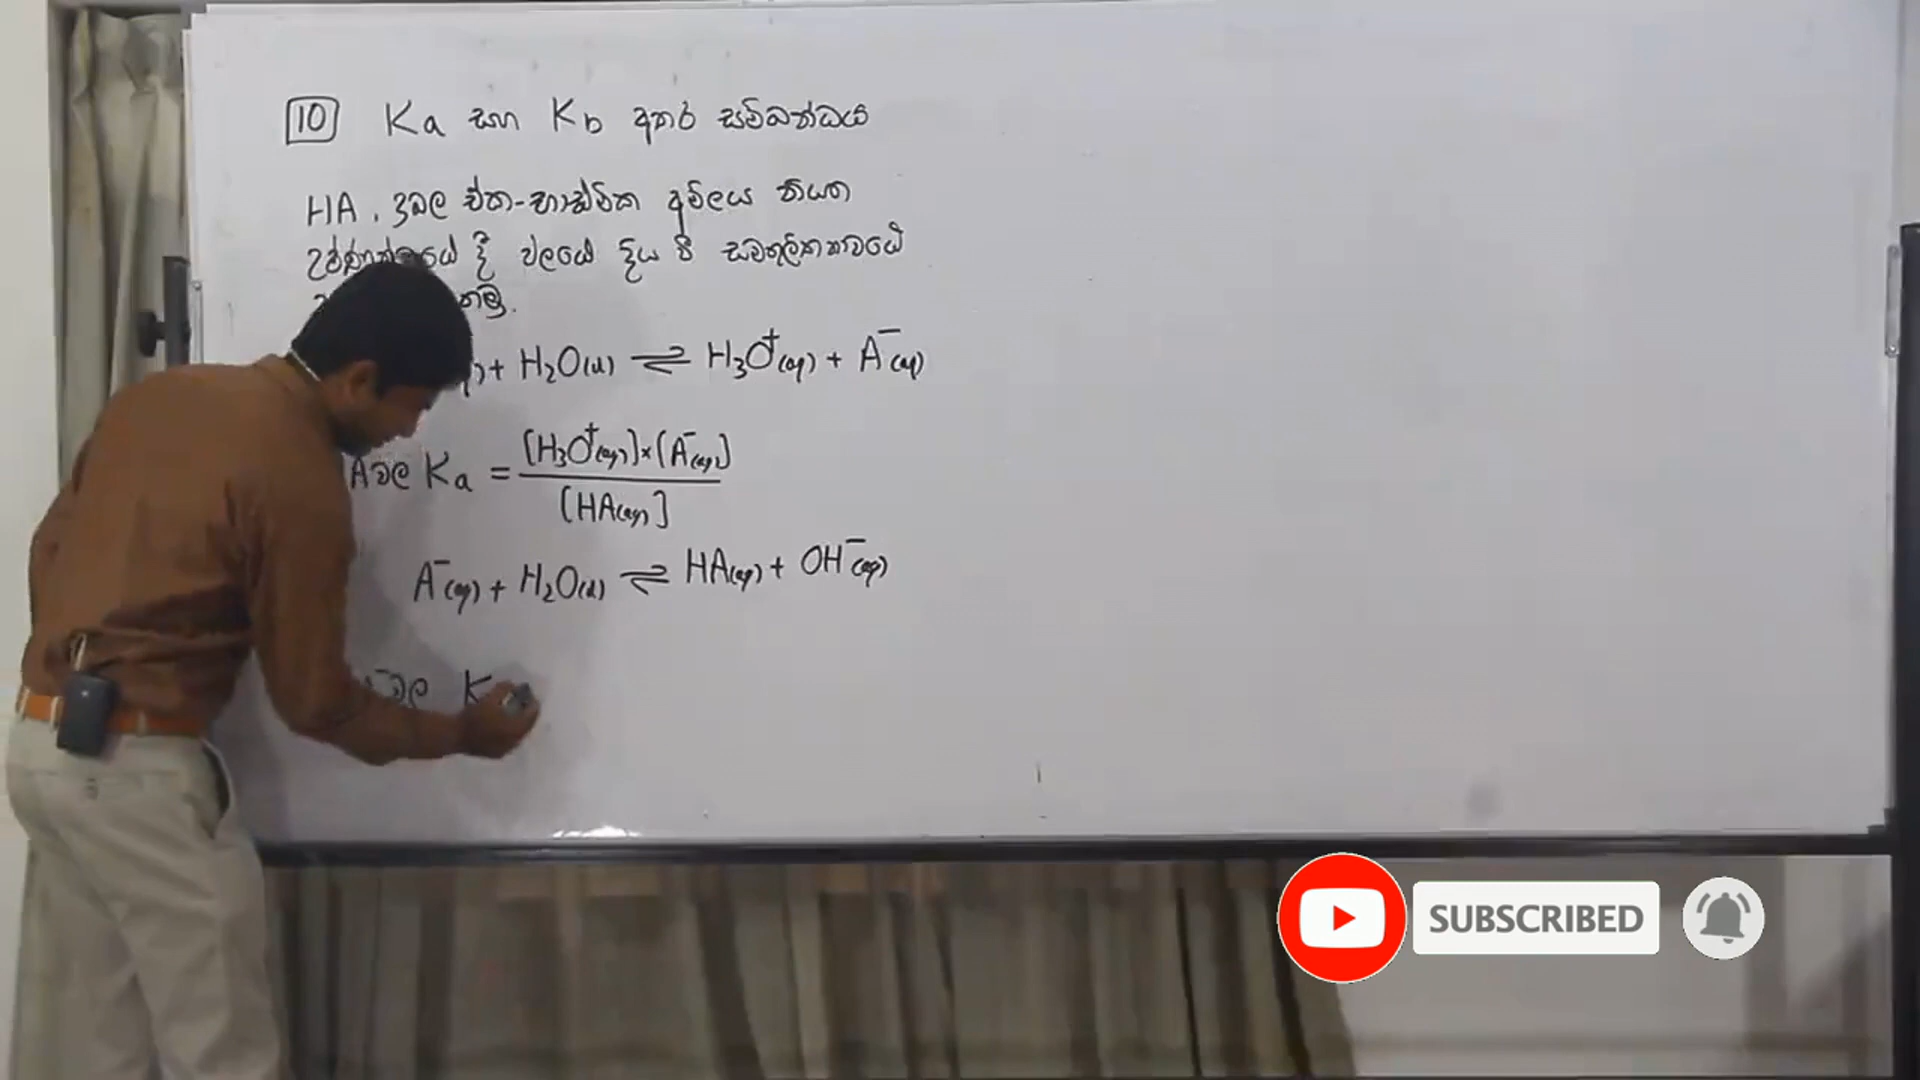 10 Ka සහ Kb අතර සම්බන්ධය
HA, දුබල ඒක-භාෂ්මික අම්ලය නියත
උෂ්ණත්වයේ දී ජලයේ දිය වී සමතුලිතතාවයේ
+ H₂O(l) ⇌ H₃O⁺(aq) + A⁻(aq)
A වල Ka = [H₃O⁺(aq)]×[A⁻(aq)] / [HA(aq)]
A⁻(aq) + H₂O(l) ⇌ HA(aq) + OH⁻(aq)
වල K
SUBSCRIBED